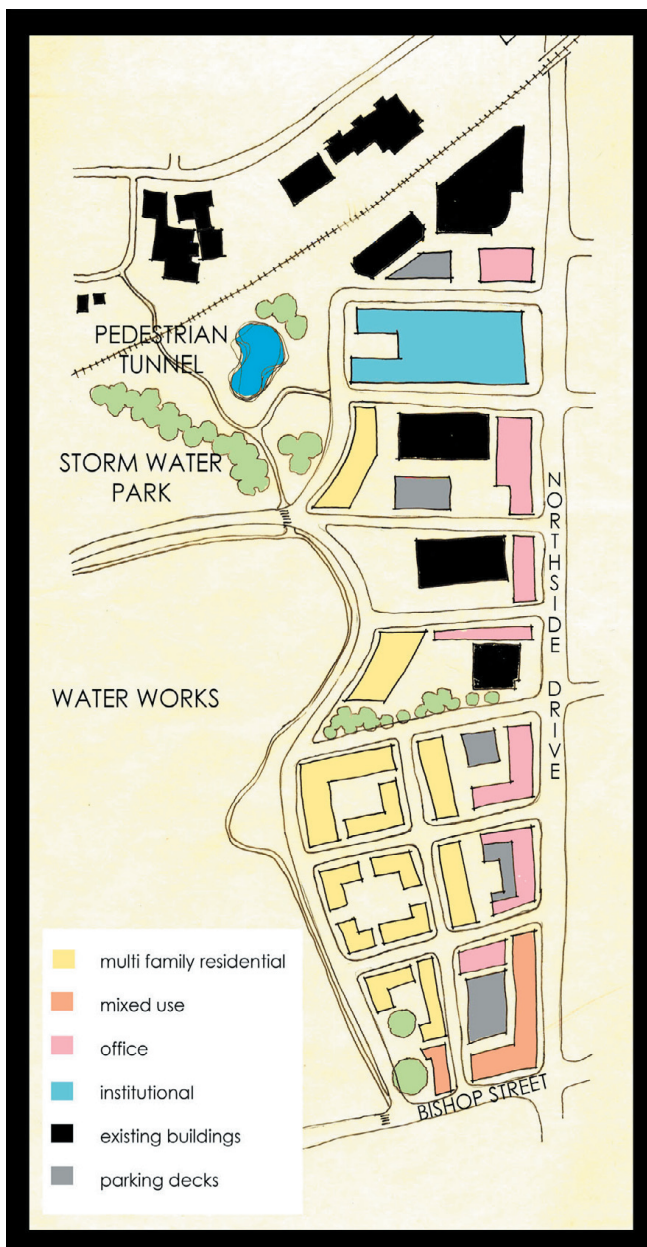 PEDESTRIAN
TUNNEL
STORM WATER
PARK
NORTHSIDE DRIVE
WATER WORKS
BISHOP STREET
multi family residential
mixed use
office
institutional
existing buildings
parking decks